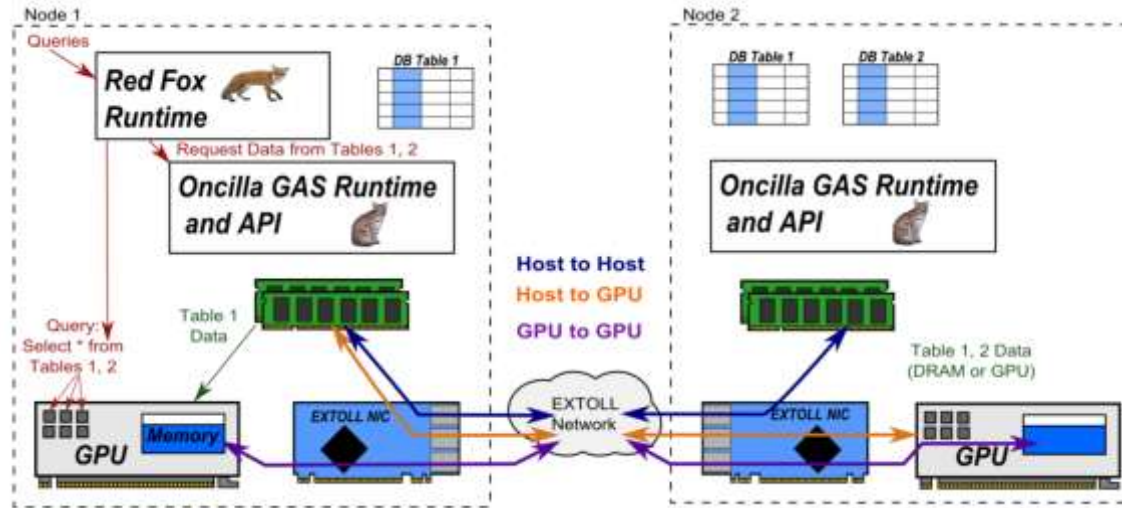 Node 1
Queries
Red Fox
Runtime
DB Table 1
Request Data from Tables 1, 2
Oncilla GAS Runtime
and API
Table 1
Data
Query:
Select * from
Tables 1, 2
GPU
Memory
EXTOLL NIC
Host to Host
Host to GPU
GPU to GPU
EXTOLL
Network
Node 2
DB Table 1
DB Table 2
Oncilla GAS Runtime
and API
Table 1, 2 Data
(DRAM or GPU)
EXTOLL NIC
GPU